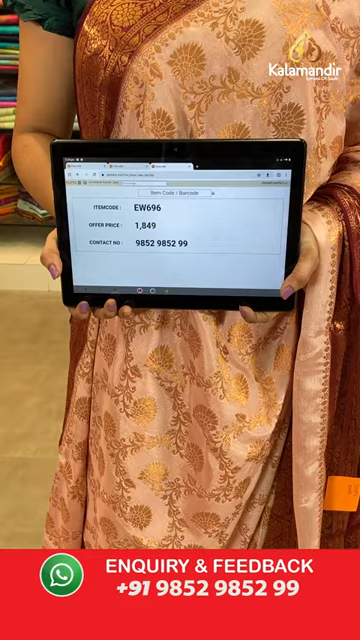 Kalamandir
Item Code / Barcode
ITEMCODE : EW696
OFFER PRICE : 1,849
CONTACT NO : 9852 9852 99
ENQUIRY & FEEDBACK
+91 9852 9852 99